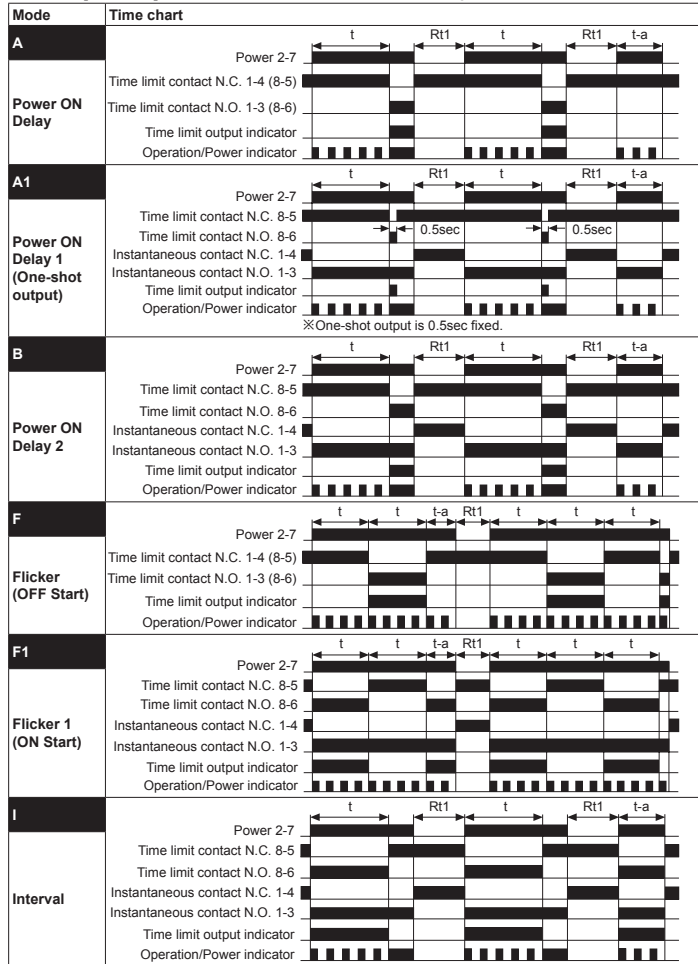 Mode Time chart
A
Power ON
Delay
t Rt1 t Rt1 t-a
Power 2-7
Time limit contact N.C. 1-4 (8-5)
Time limit contact N.O. 1-3 (8-6)
Time limit output indicator
Operation/Power indicator
A1
Power ON
Delay 1
(One-shot
output)
t Rt1 t Rt1 t-a
Power 2-7
Time limit contact N.C. 8-5
Time limit contact N.O. 8-6 0.5sec 0.5sec
Instantaneous contact N.C. 1-4
Instantaneous contact N.O. 1-3
Time limit output indicator
Operation/Power indicator
※One-shot output is 0.5sec fixed.
B
Power ON
Delay 2
t Rt1 t Rt1 t-a
Power 2-7
Time limit contact N.C. 8-5
Time limit contact N.O. 8-6
Instantaneous contact N.C. 1-4
Instantaneous contact N.O. 1-3
Time limit output indicator
Operation/Power indicator
F
Flicker
(OFF Start)
t t t-a Rt1 t t t
Power 2-7
Time limit contact N.C. 1-4 (8-5)
Time limit contact N.O. 1-3 (8-6)
Time limit output indicator
Operation/Power indicator
F1
Flicker 1
(ON Start)
t t t-a Rt1 t t t
Power 2-7
Time limit contact N.C. 8-5
Time limit contact N.O. 8-6
Instantaneous contact N.C. 1-4
Instantaneous contact N.O. 1-3
Time limit output indicator
Operation/Power indicator
I
Interval
t Rt1 t Rt1 t-a
Power 2-7
Time limit contact N.C. 8-5
Time limit contact N.O. 8-6
Instantaneous contact N.C. 1-4
Instantaneous contact N.O. 1-3
Time limit output indicator
Operation/Power indicator